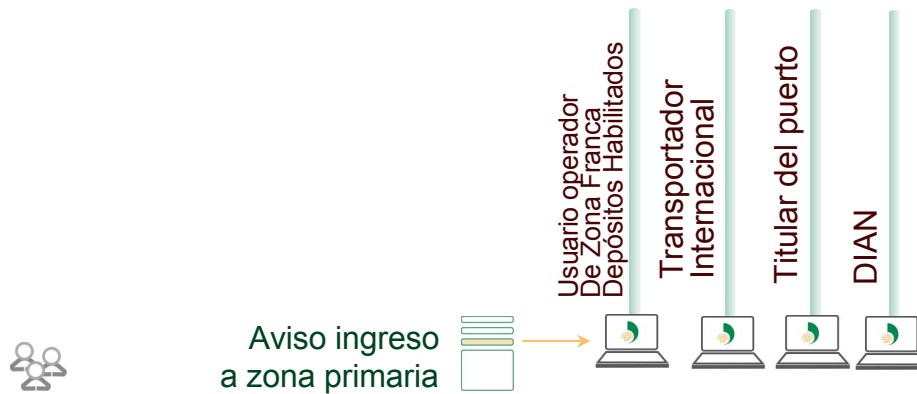 Usuario operador
De Zona Franca
Depósitos Habilitados
Transportador
Internacional
Titular del puerto
DIAN
Aviso ingreso
a zona primaria